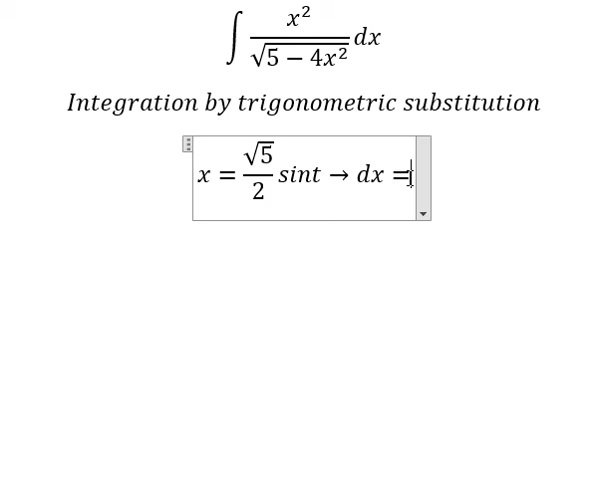 ∫ x²/√(5 − 4x²) dx
Integration by trigonometric substitution
x = √5/2 sint → dx =